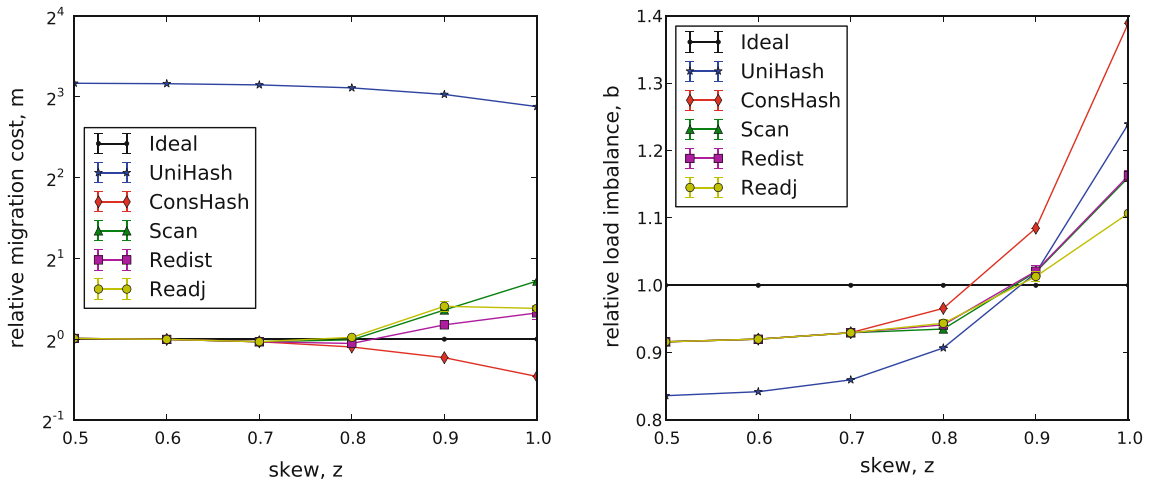 2^4
2^3
2^2
2^1
2^0
2^-1
relative migration cost, m
Ideal
UniHash
ConsHash
Scan
Redist
Readj
0.5 0.6 0.7 0.8 0.9 1.0
skew, z
1.4
1.3
1.2
1.1
1.0
0.9
0.8
relative load imbalance, b
Ideal
UniHash
ConsHash
Scan
Redist
Readj
0.5 0.6 0.7 0.8 0.9 1.0
skew, z